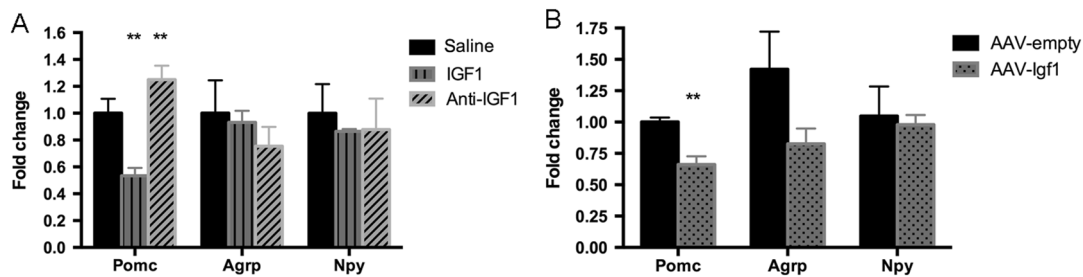 A
** **
Fold change
1.6
1.4
1.2
1.0
0.8
0.6
0.4
0.2
0.0
Pomc Agrp Npy
Saline
IGF1
Anti-IGF1
B
**
Fold change
1.75
1.50
1.25
1.00
0.75
0.50
0.25
0.00
Pomc Agrp Npy
AAV-empty
AAV-Igf1